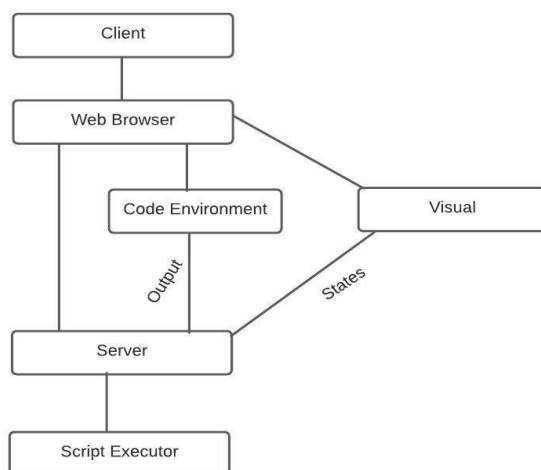 Client
Web Browser
Code Environment
Visual
Output
States
Server
Script Executor